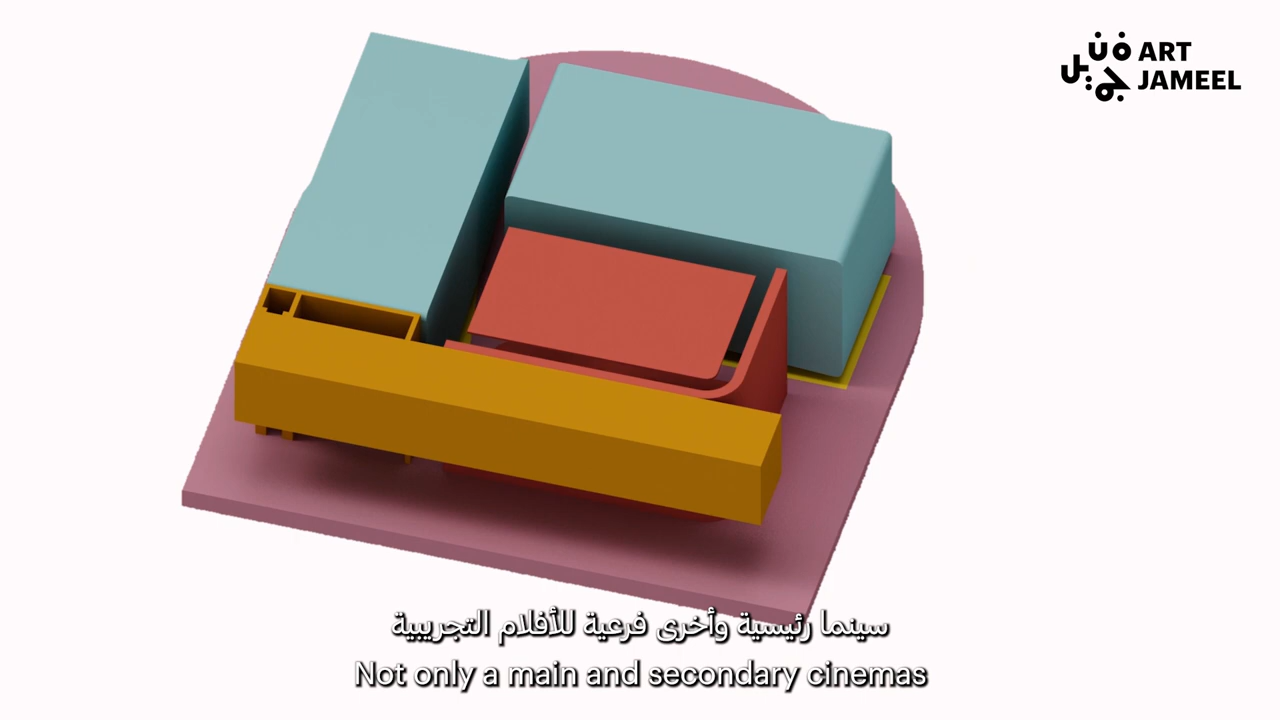 فن
جميل
ART
JAMEEL
سينما رئيسية وأخرى فرعية للأفلام التجريبية
Not only a main and secondary cinemas